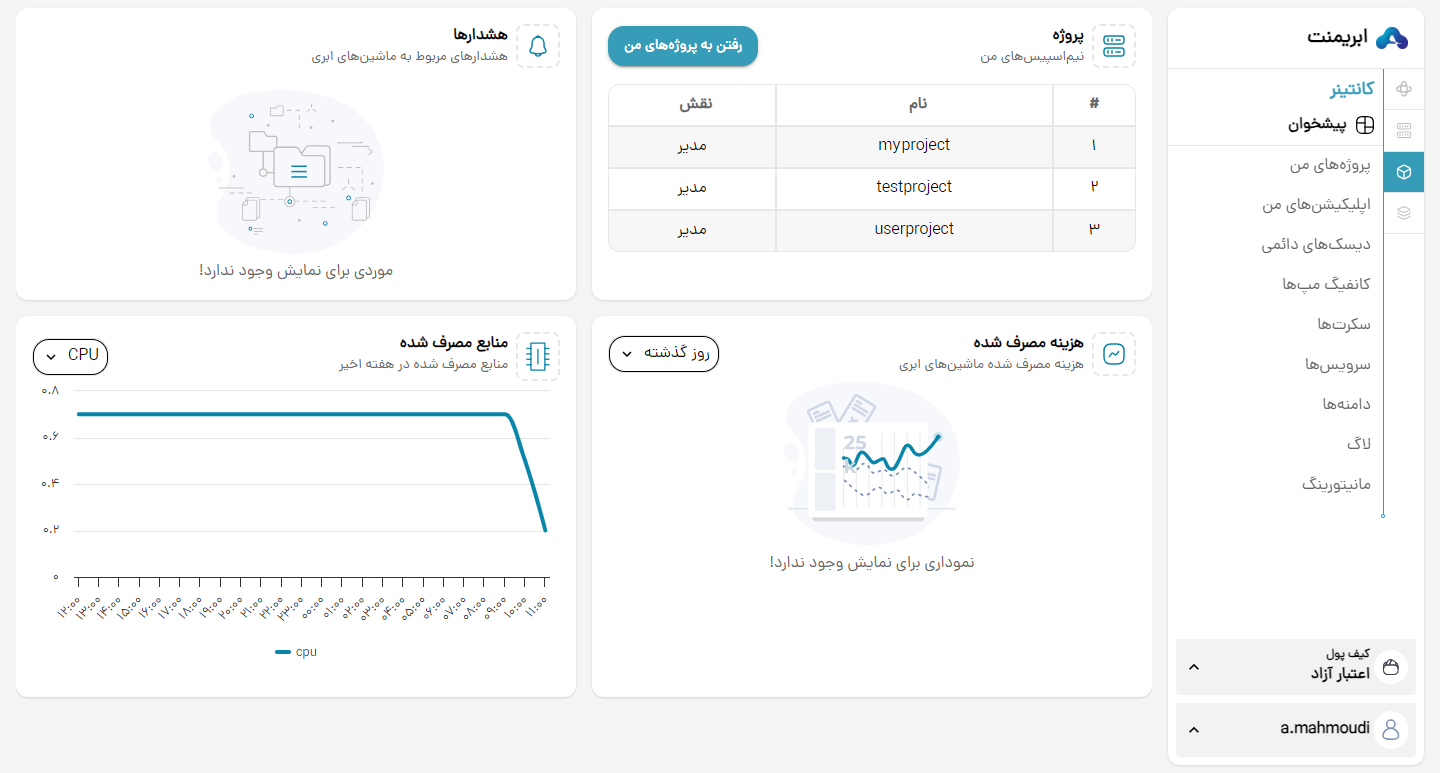 ابریمنت
کانتینر
پیشخوان
پروژه‌های من
اپلیکیشن‌های من
دیسک‌های دائمی
کانفیگ مپ‌ها
سکرت‌ها
سرویس‌ها
دامنه‌ها
لاگ
مانیتورینگ
کیف پول
اعتبار آزاد
a.mahmoudi
پروژه
نیم‌اسپیس‌های من
رفتن به پروژه‌های من
# نام نقش
۱ myproject مدیر
۲ testproject مدیر
۳ userproject مدیر
هشدارها
هشدارهای مربوط به ماشین‌های ابری
موردی برای نمایش وجود ندارد!
هزینه مصرف شده
هزینه مصرف شده ماشین‌های ابری
روز گذشته
25
K
نموداری برای نمایش وجود ندارد!
منابع مصرف شده
منابع مصرف شده در هفته اخیر
CPU
۰.۸
۰.۶
۰.۴
۰.۲
۰
۱۲:۰۰ ۱۳:۰۰ ۱۴:۰۰ ۱۵:۰۰ ۱۶:۰۰ ۱۷:۰۰ ۱۸:۰۰ ۱۹:۰۰ ۲۰:۰۰ ۲۱:۰۰ ۲۲:۰۰ ۲۳:۰۰ ۰۰:۰۰ ۰۱:۰۰ ۰۲:۰۰ ۰۳:۰۰ ۰۴:۰۰ ۰۵:۰۰ ۰۶:۰۰ ۰۷:۰۰ ۰۸:۰۰ ۰۹:۰۰ ۱۰:۰۰ ۱۱:۰۰
cpu